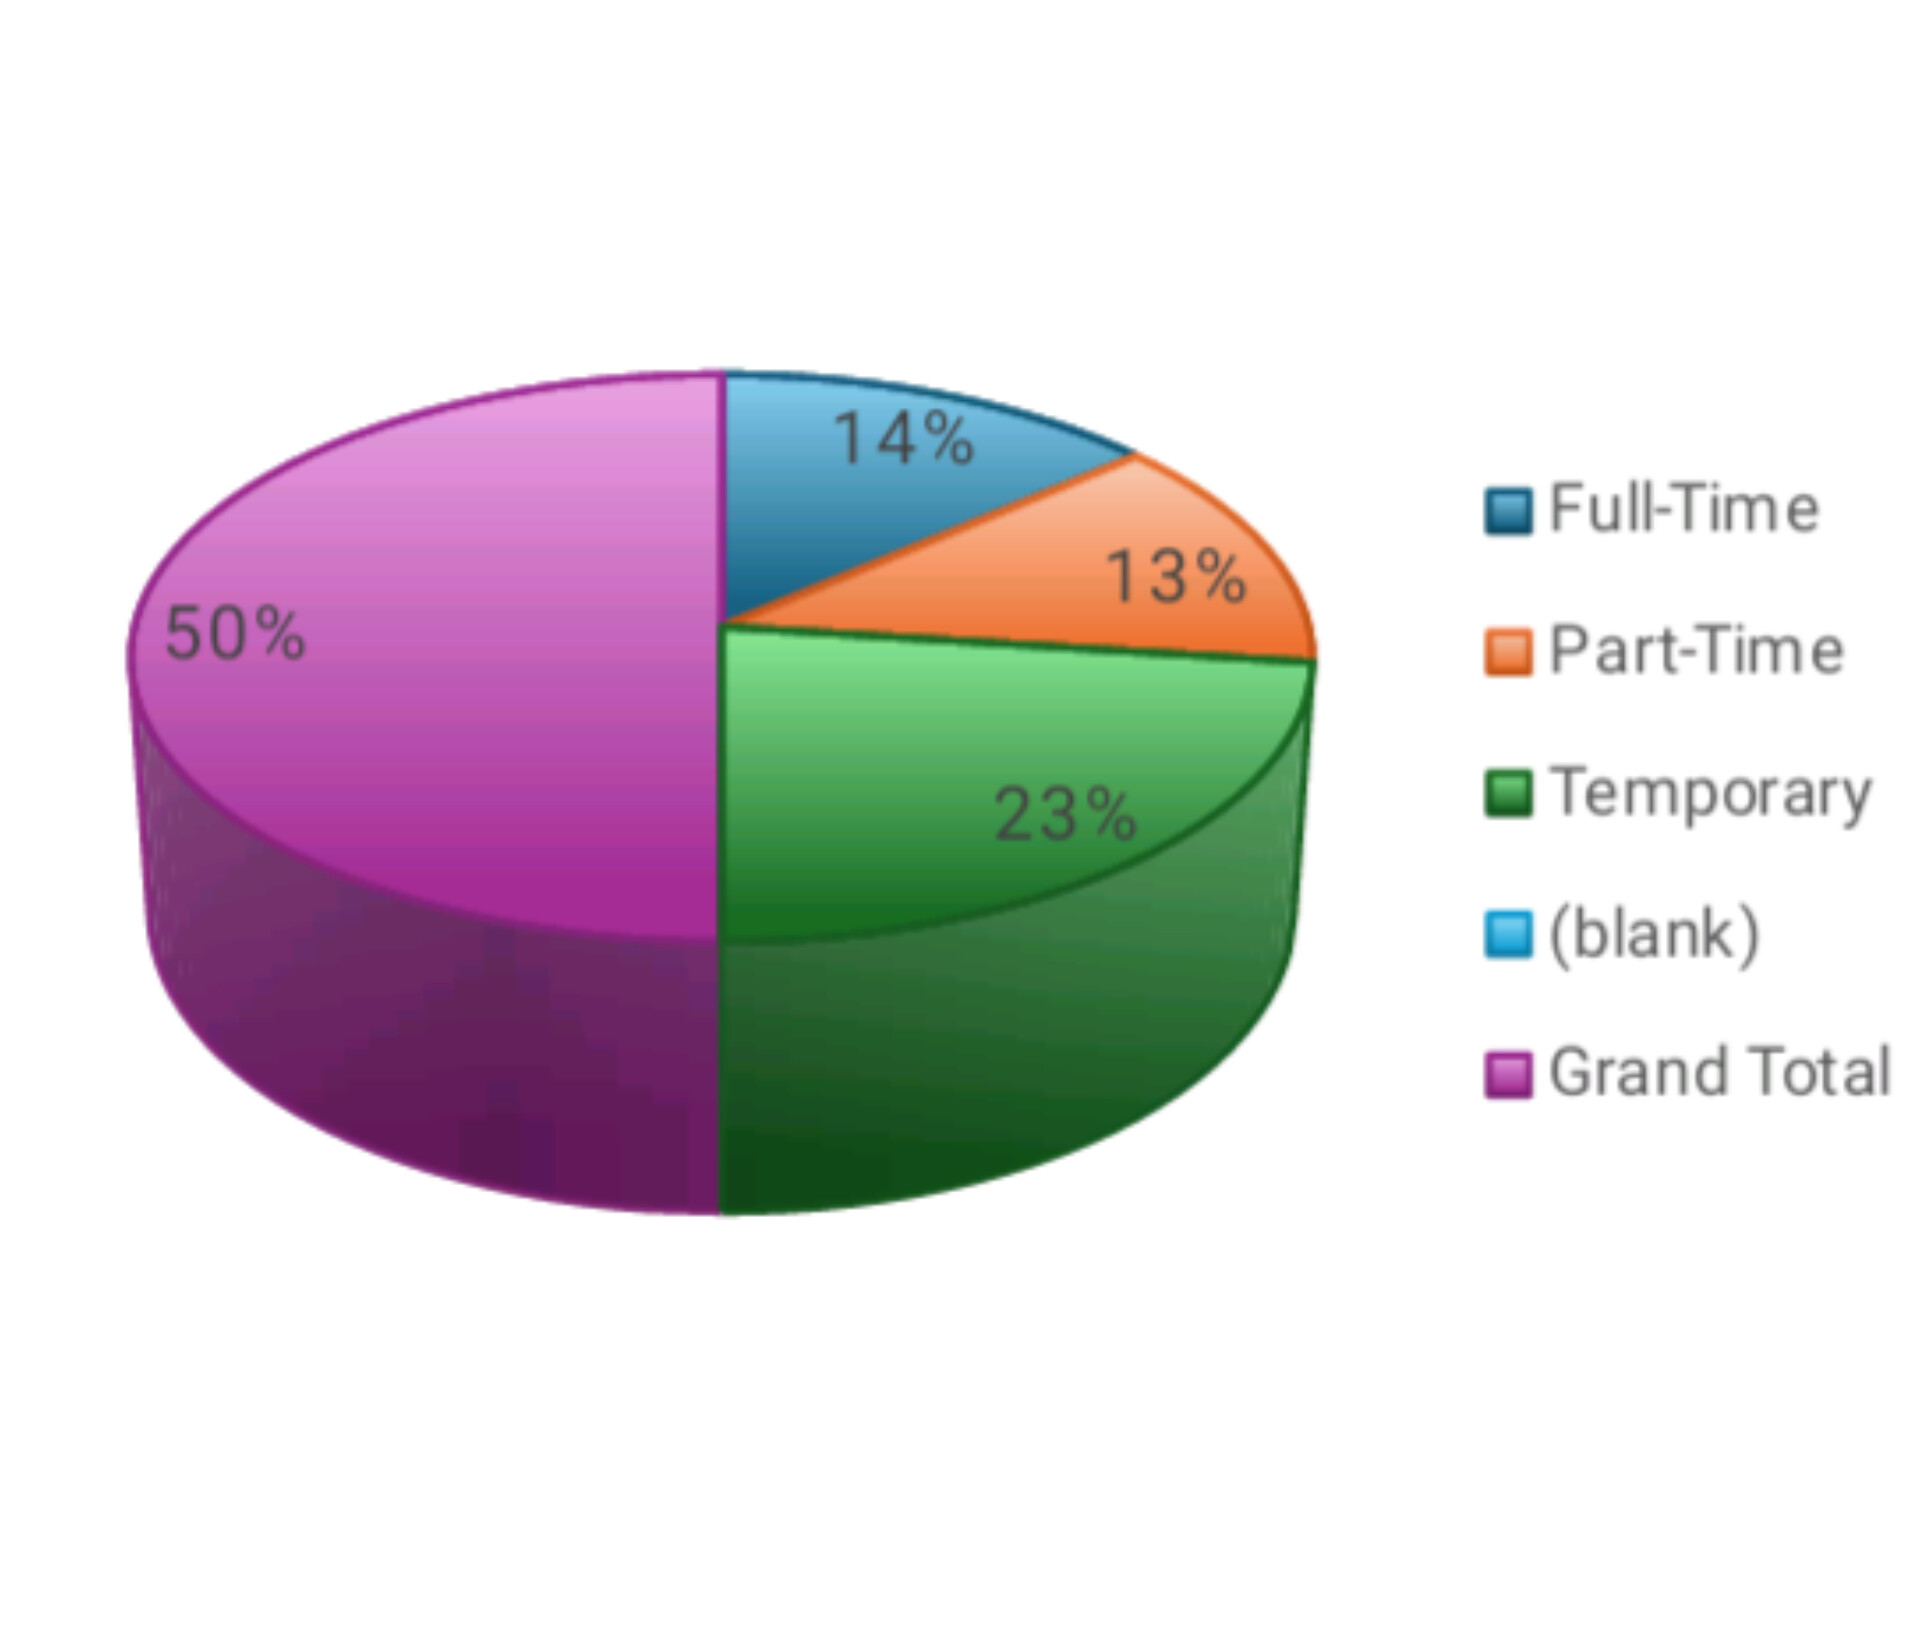 14%
13%
50%
23%
Full-Time
Part-Time
Temporary
(blank)
Grand Total